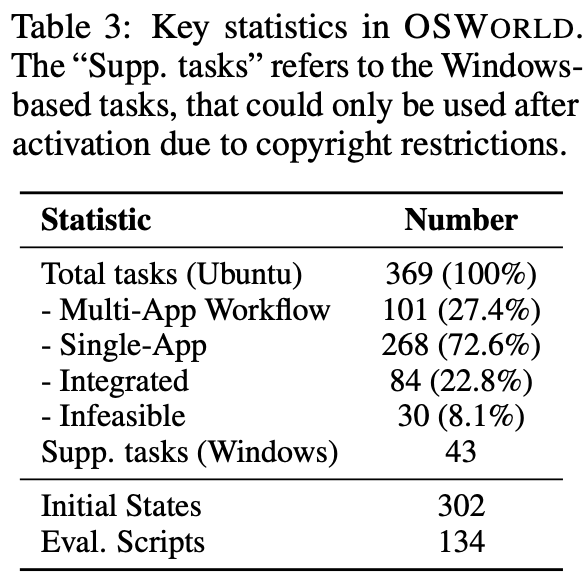 Table 3: Key statistics in OSWORLD.
The “Supp. tasks” refers to the Windows-
based tasks, that could only be used after
activation due to copyright restrictions.
Statistic Number
Total tasks (Ubuntu) 369 (100%)
- Multi-App Workflow 101 (27.4%)
- Single-App 268 (72.6%)
- Integrated 84 (22.8%)
- Infeasible 30 (8.1%)
Supp. tasks (Windows) 43
Initial States 302
Eval. Scripts 134